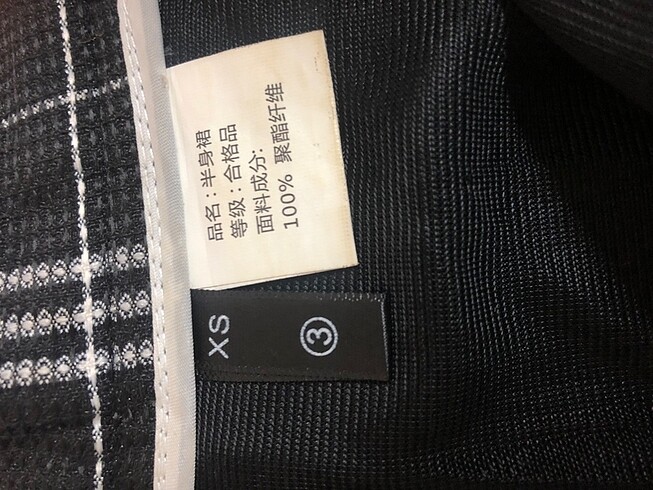 品名：半身裙
等级：合格品
面料成分:
100% 聚酯纤维
XS
③